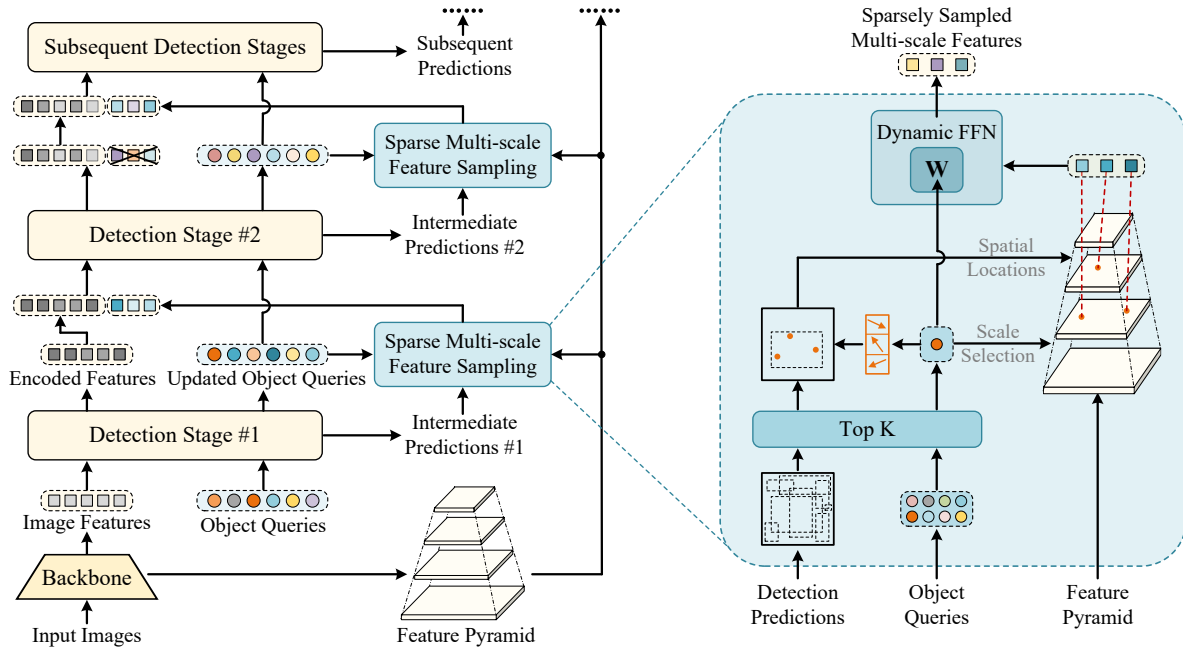 Subsequent Detection Stages
Subsequent
Predictions
Sparse Multi-scale
Feature Sampling
Detection Stage #2
Intermediate
Predictions #2
Sparse Multi-scale
Feature Sampling
Encoded Features
Updated Object Queries
Detection Stage #1
Intermediate
Predictions #1
Image Features
Object Queries
Backbone
Input Images
Feature Pyramid
Sparsely Sampled
Multi-scale Features
Dynamic FFN
W
Spatial
Locations
Scale
Selection
Top K
Detection
Predictions
Object
Queries
Feature
Pyramid